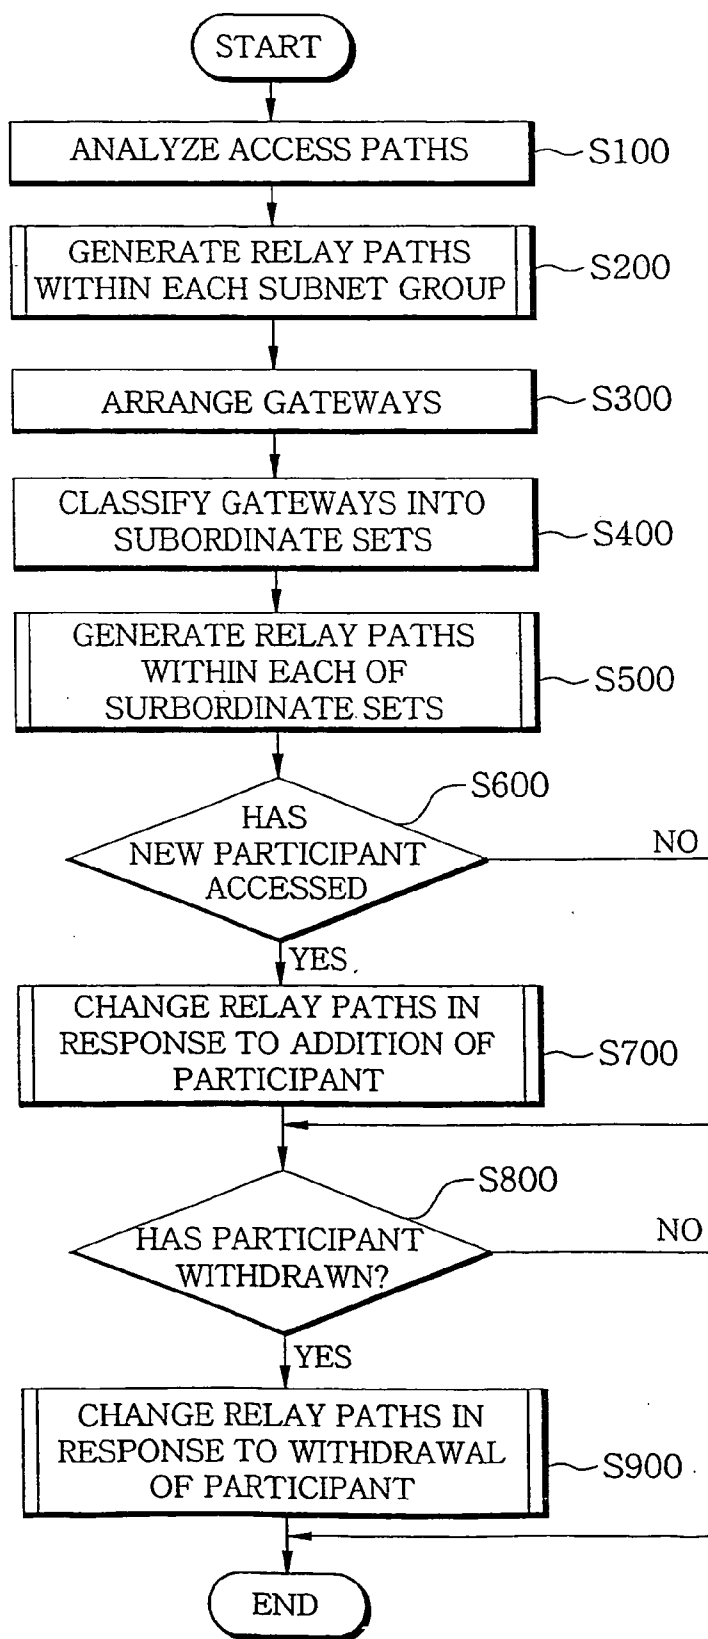 START
ANALYZE ACCESS PATHS
S100
GENERATE RELAY PATHS
WITHIN EACH SUBNET GROUP
S200
ARRANGE GATEWAYS
S300
CLASSIFY GATEWAYS INTO
SUBORDINATE SETS
S400
GENERATE RELAY PATHS
WITHIN EACH OF
SURBORDINATE SETS
S500
S600
HAS
NEW PARTICIPANT
ACCESSED
NO
YES
CHANGE RELAY PATHS IN
RESPONSE TO ADDITION OF
PARTICIPANT
S700
S800
HAS PARTICIPANT
WITHDRAWN?
NO
YES
CHANGE RELAY PATHS IN
RESPONSE TO WITHDRAWAL
OF PARTICIPANT
S900
END